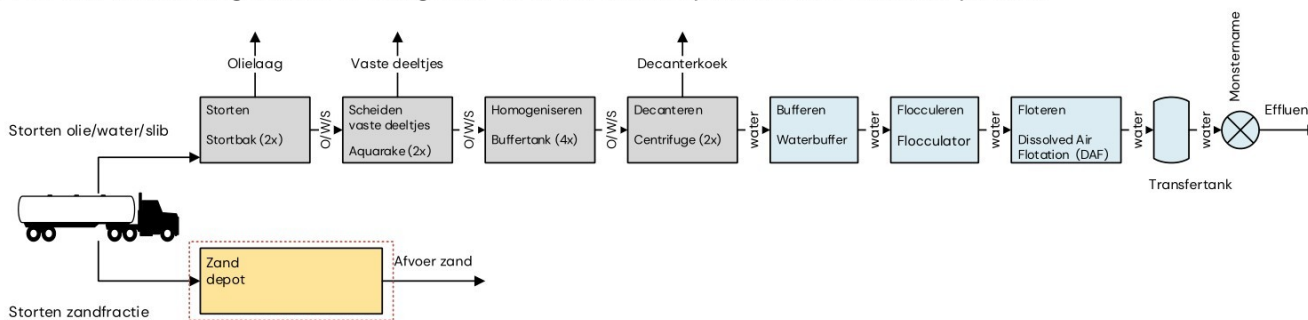 Monstername
Olielaag
Vaste deeltjes
Decanterkoek
Storten
Stortbak (2x)
O/W/S
Scheiden
vaste deeltjes
Aquarake (2x)
O/W/S
Homogeniseren
Buffertank (4x)
O/W/S
Decanteren
Centrifuge (2x)
water
Bufferen
Waterbuffer
water
Flocculeren
Flocculator
water
Floteren
Dissolved Air
Flotation (DAF)
water
water
Effluen
Storten olie/water/slib
Transfertank
Zand
depot
Afvoer zand
Storten zandfractie